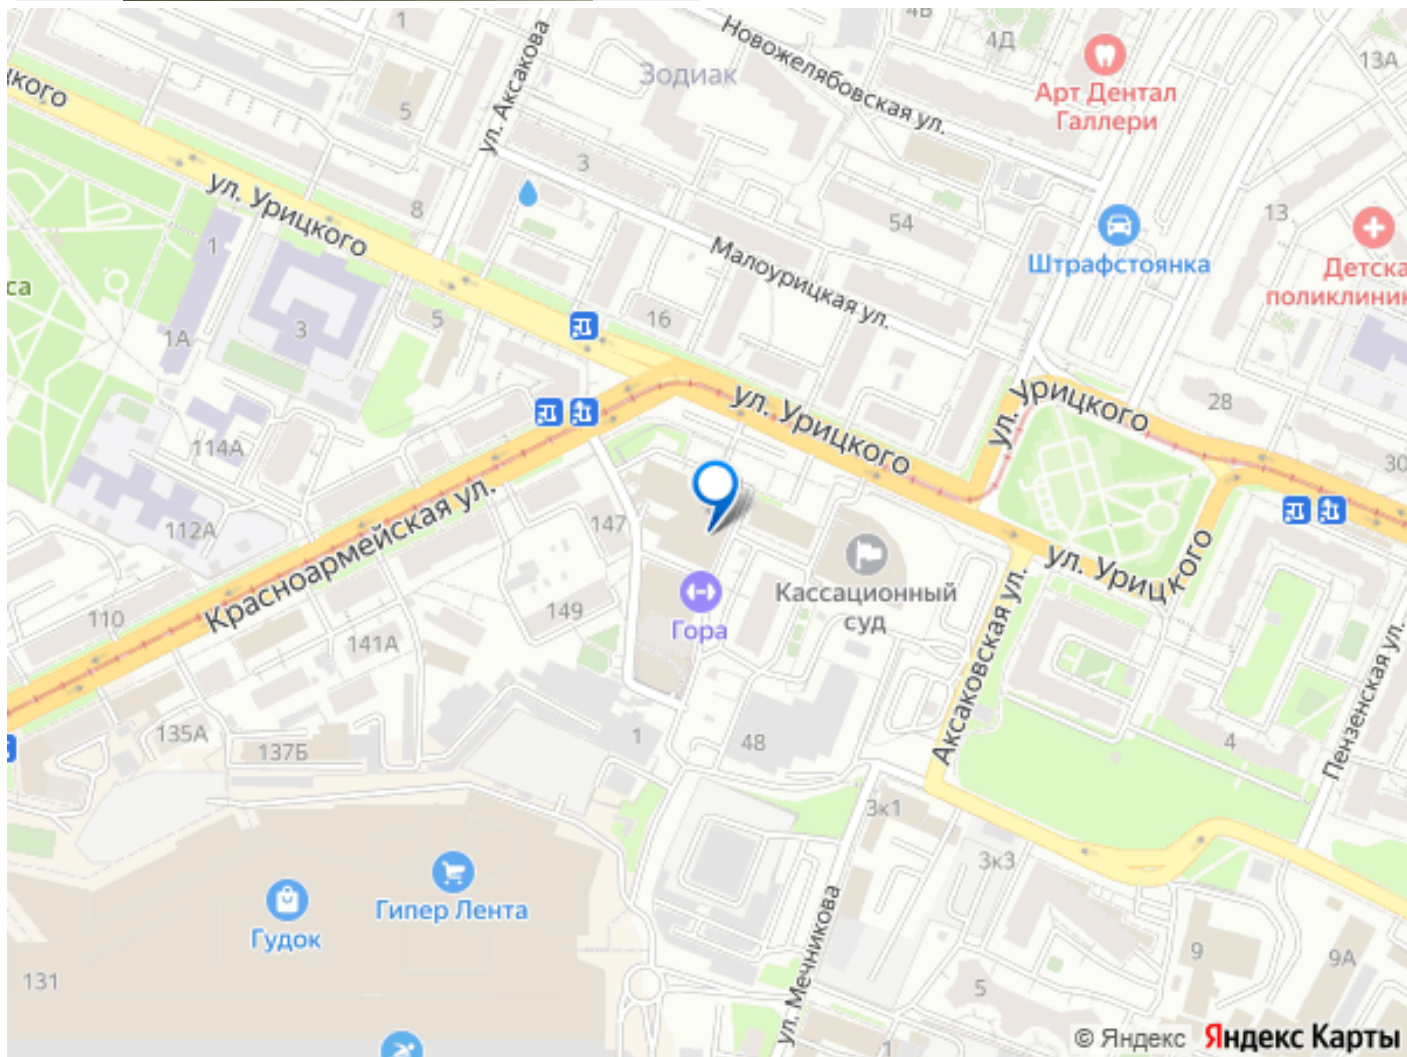 1
4В
4Д
Новожелябовская ул.
13А
Зодиак
Арт Дентал
Галлери
ул. Аксакова
5
3
8
ул. Урицкого
1
54
Малоурицкая ул.
13
Штрафстоянка
Детска
поликлиник
са
1А
3
5
16
ул. Урицкого
ул. Урицкого
28
30
114А
112А
Красноармейская ул.
147
149
Кассационный
суд
Гора
110
141А
Аксаковская ул.
ул. Урицкого
Пензенская ул.
135А
137Б
1
48
4
3к1
3к3
Гипер Лента
Гудок
131
ул. Мечникова
9
9А
5
1
© Яндекс Яндекс Карты